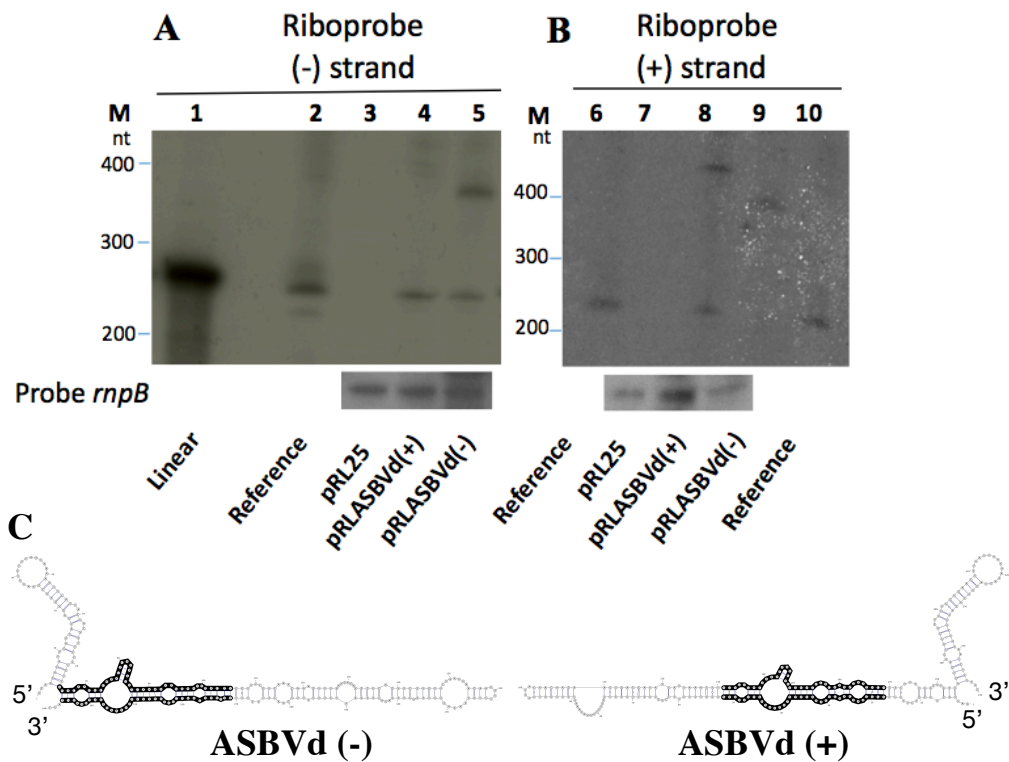 A
Riboprobe
(-) strand
M 1 2 3 4 5
nt
400
300
200
Probe rnpB
Linear
Reference
pRL25
pRLASBVd(+)
pRLASBVd(-)
B
Riboprobe
(+) strand
M 6 7 8 9 10
nt
400
300
200
Reference
pRL25
pRLASBVd(+)
pRLASBVd(-)
Reference
C
5'
3'
ASBVd (-)
3'
5'
ASBVd (+)